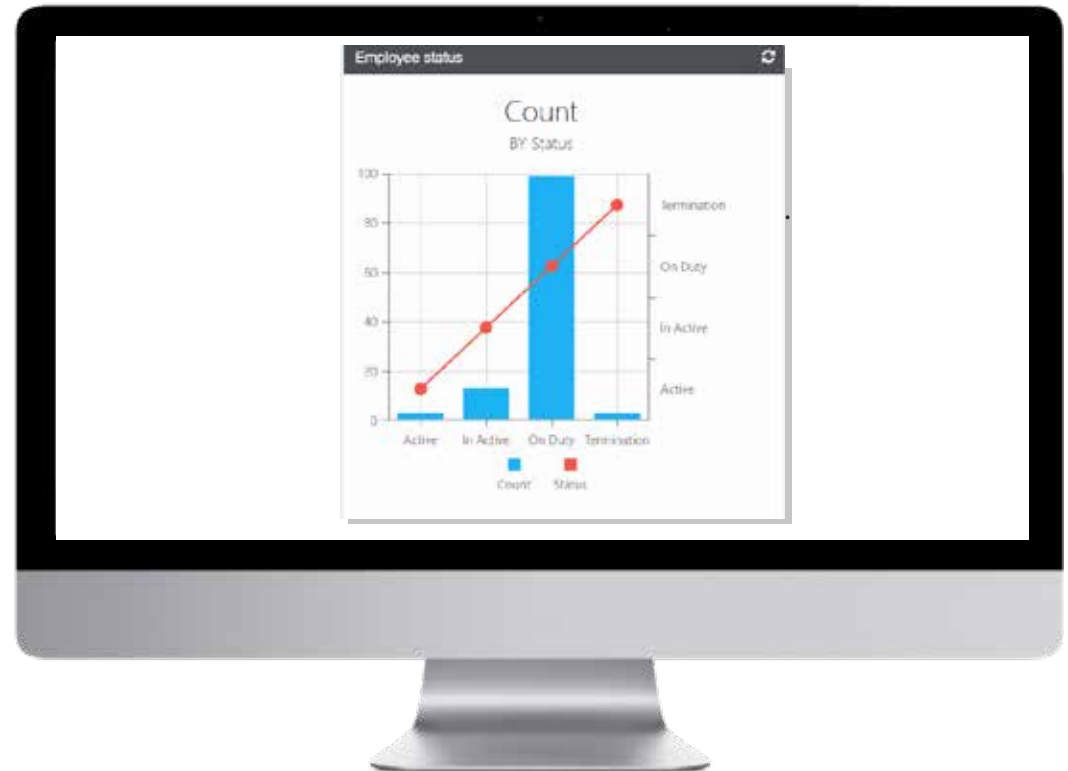 Employee status
Count
BY Status
100
80
60
40
20
0
Termination
On Duty
In Active
Active
Active In Active On Duty Termination
Count Status